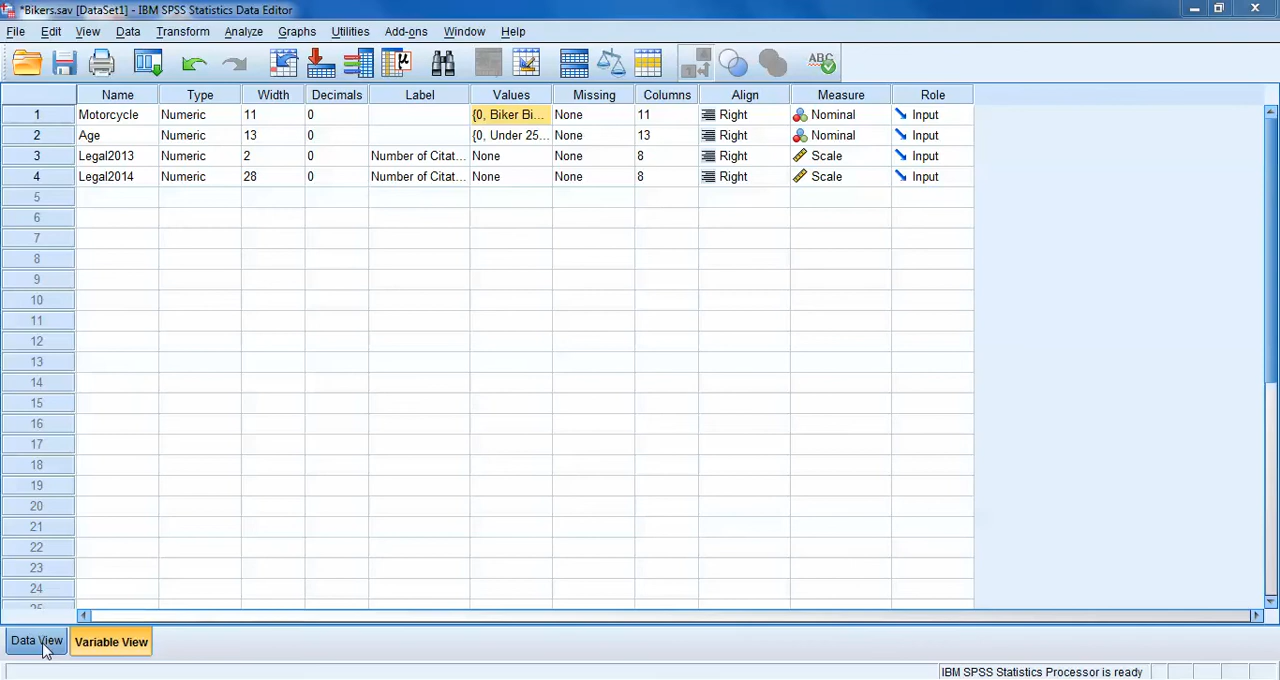 *Bikers.sav [DataSet1] - IBM SPSS Statistics Data Editor
File Edit View Data Transform Analyze Graphs Utilities Add-ons Window Help
Name Type Width Decimals Label Values Missing Columns Align Measure Role
1 Motorcycle Numeric 11 0 {0, Biker Bi... None 11 Right Nominal Input
2 Age Numeric 13 0 {0, Under 25... None 13 Right Nominal Input
3 Legal2013 Numeric 2 0 Number of Citat... None None 8 Right Scale Input
4 Legal2014 Numeric 28 0 Number of Citat... None None 8 Right Scale Input
5
6
7
8
9
10
11
12
13
14
15
16
17
18
19
20
21
22
23
24
25
Data View Variable View
IBM SPSS Statistics Processor is ready